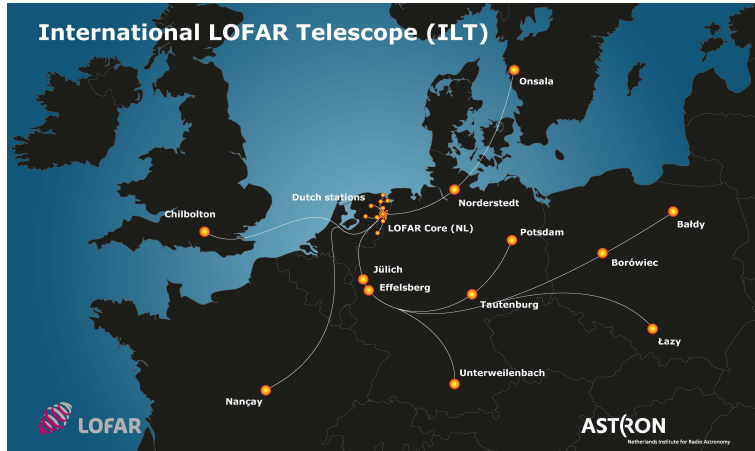 International LOFAR Telescope (ILT)
Onsala
Dutch stations
Norderstedt
Chilbolton
LOFAR Core (NL)
Potsdam
Bałdy
Borówiec
Jülich
Effelsberg
Tautenburg
Łazy
Unterweilenbach
Nançay
LOFAR
ASTRON
Netherlands Institute for Radio Astronomy